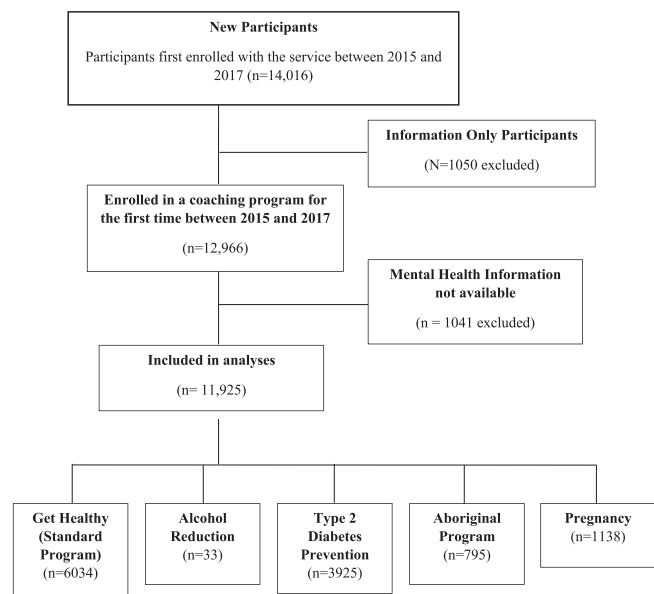 New Participants
Participants first enrolled with the service between 2015 and
2017 (n=14,016)
Information Only Participants
(N=1050 excluded)
Enrolled in a coaching program for
the first time between 2015 and 2017
(n=12,966)
Mental Health Information
not available
(n = 1041 excluded)
Included in analyses
(n= 11,925)
Get Healthy
(Standard
Program)
(n=6034)
Alcohol
Reduction
(n=33)
Type 2
Diabetes
Prevention
(n=3925)
Aboriginal
Program
(n=795)
Pregnancy
(n=1138)